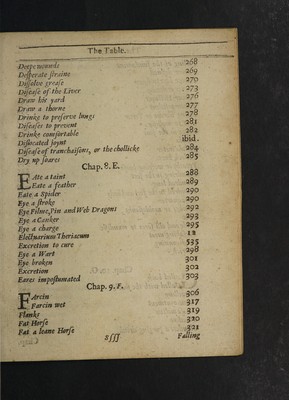 The Table.
Deepe wounds 268
Desperate straines 269
Dissolve grease 270
Disease of the Liver 273
Draw his yard 276
Draw a thorne 277
Drinke to preserve lungs 278
Diseases to prevent 281
Drinke comfortable 282
Dislocated joynt ibid.
Disease of tranchaisons, or the chollicke 284
Dry up soares 285
Chap. 8. E.
EAte a taint 288
Eate a feather 289
Eate a Spider 290
Eye a stroke 290
Eye Filme, Pin and Web Dragons 292
Eye a Canker 293
Eye a charge 295
Electuarium Theriacum 12
Excretion to cure 535
Eye a Wart 298
Eye broken 301
Excretion 302
Eares impostumated 303
Chap. 9. F.
FArcin 306
Farcin wet 317
Flanke 319
Fat Horse 320
Fat a leane Horse 321
Ssss Falling